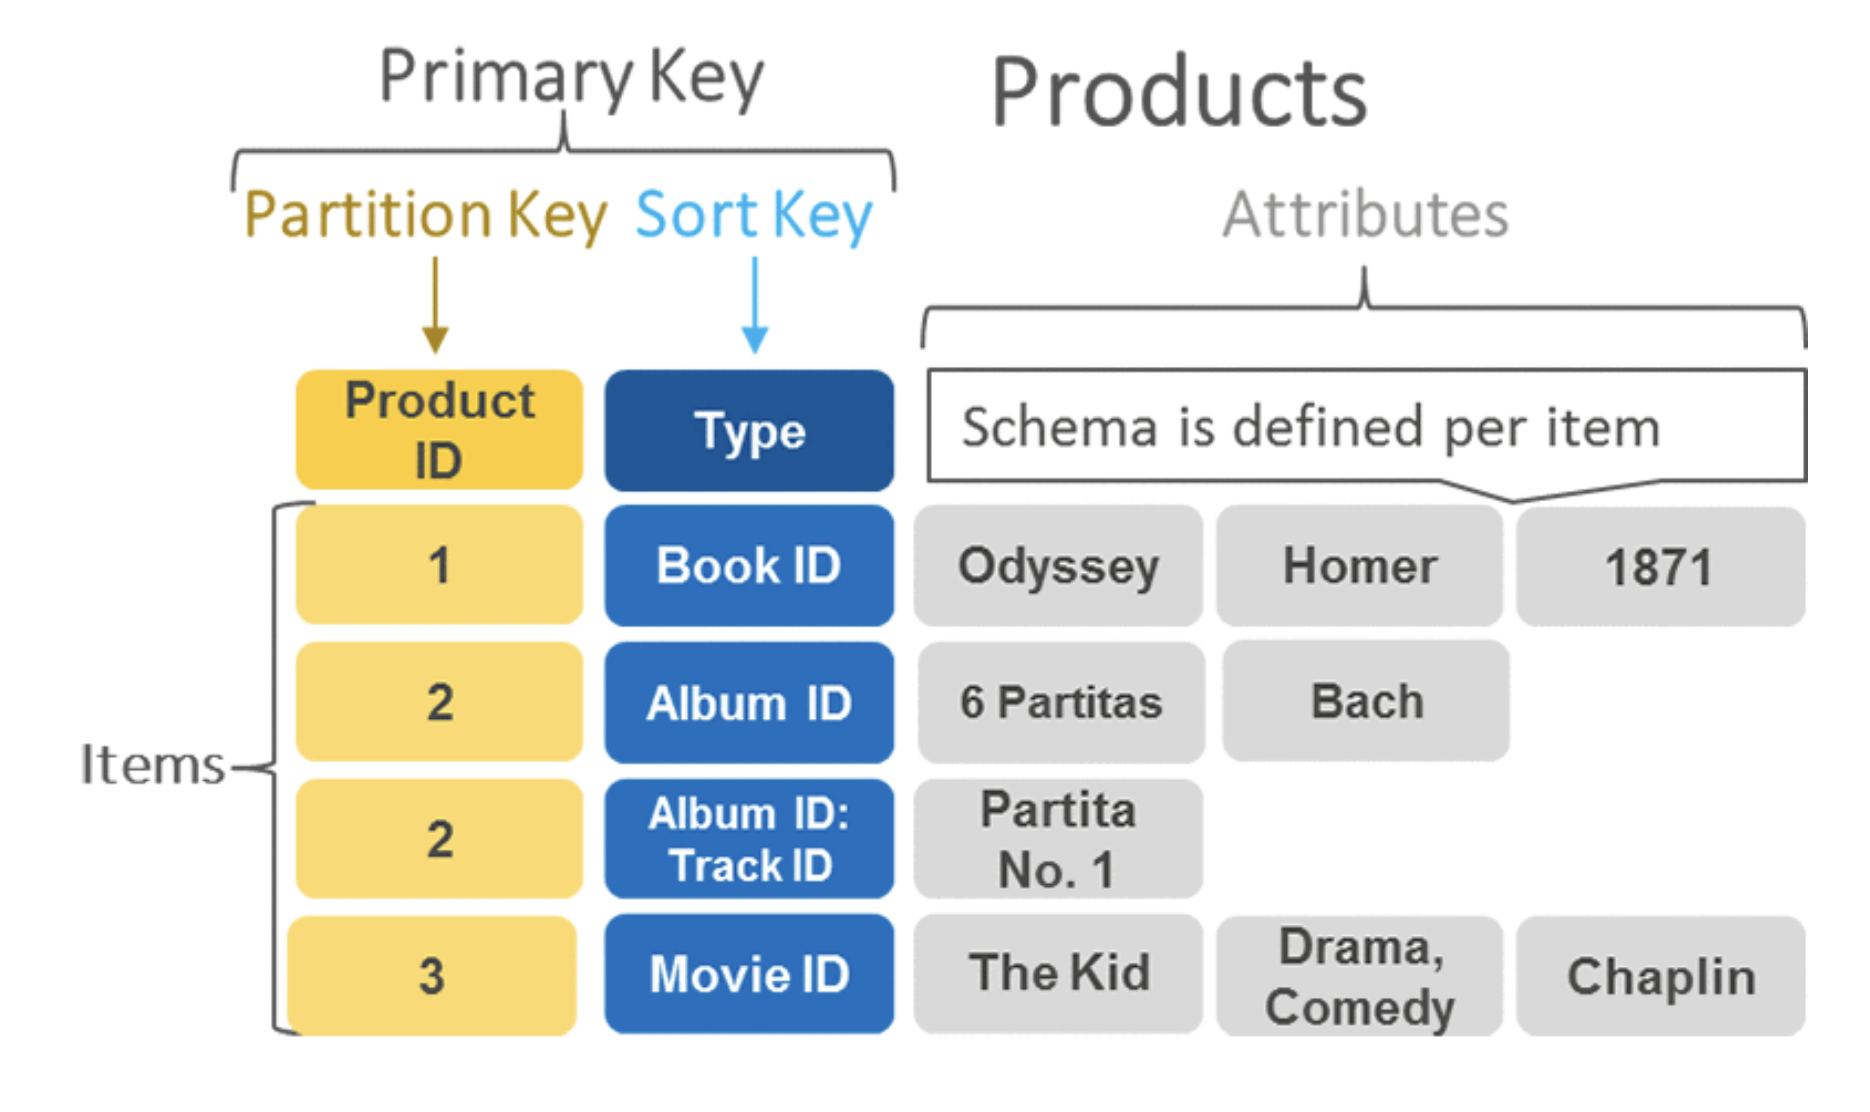 Primary Key
Products
Partition Key
Sort Key
Attributes
Product
ID
Type
Schema is defined per item
1
Book ID
Odyssey
Homer
1871
2
Album ID
6 Partitas
Bach
Items
2
Album ID:
Track ID
Partita
No. 1
3
Movie ID
The Kid
Drama,
Comedy
Chaplin